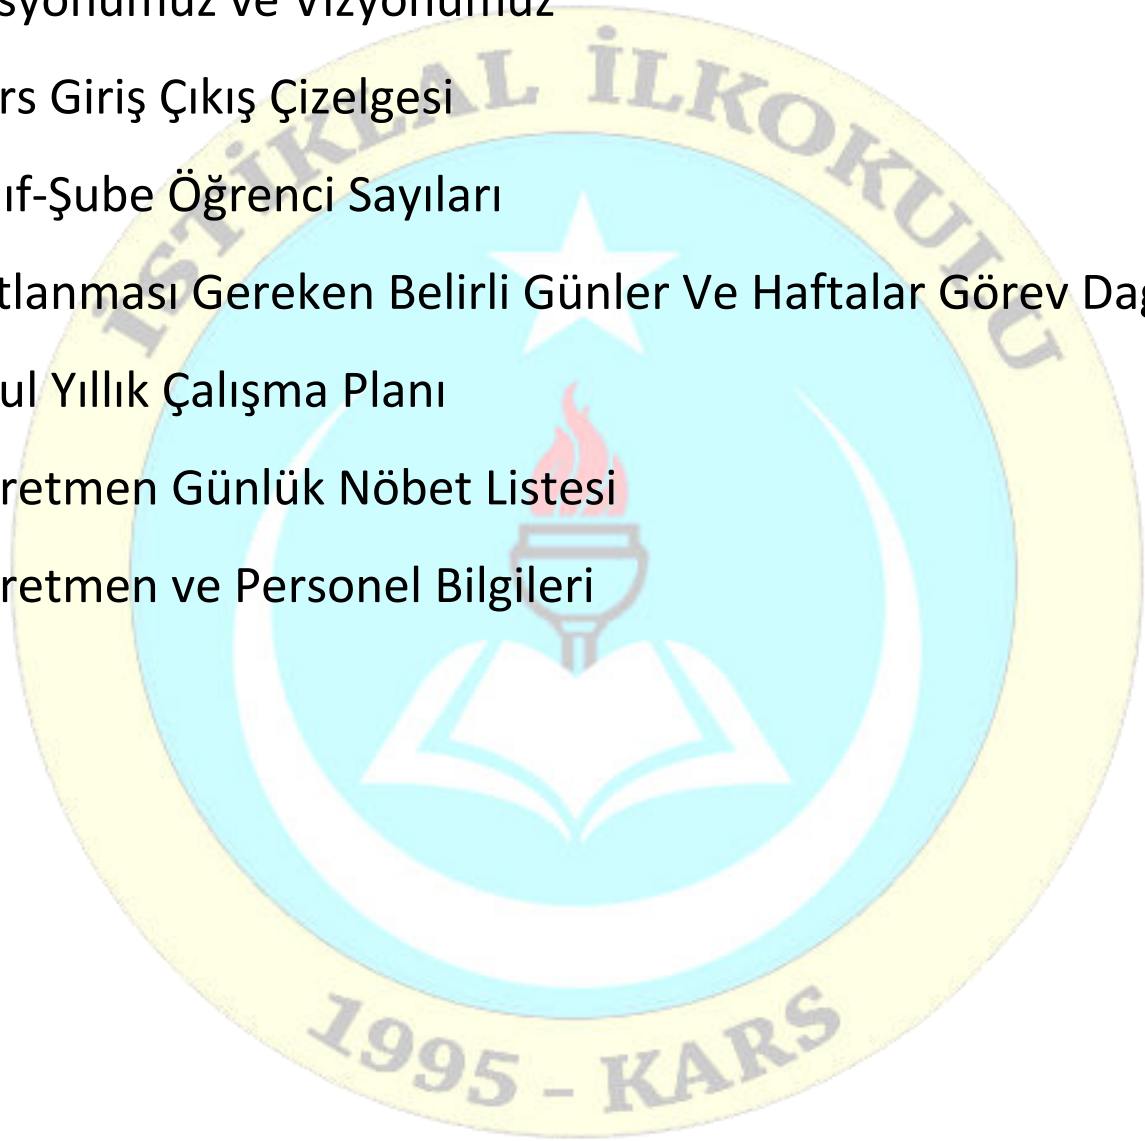 syonumuz ve Vizyonumuz
rs Giriş Çıkış Çizelgesi
ıf-Şube Öğrenci Sayıları
tlanması Gereken Belirli Günler Ve Haftalar Görev Dağ
ul Yıllık Çalışma Planı
retmen Günlük Nöbet Listesi
retmen ve Personel Bilgileri
İSTİKLAL İLKOKULU
1995 - KARS